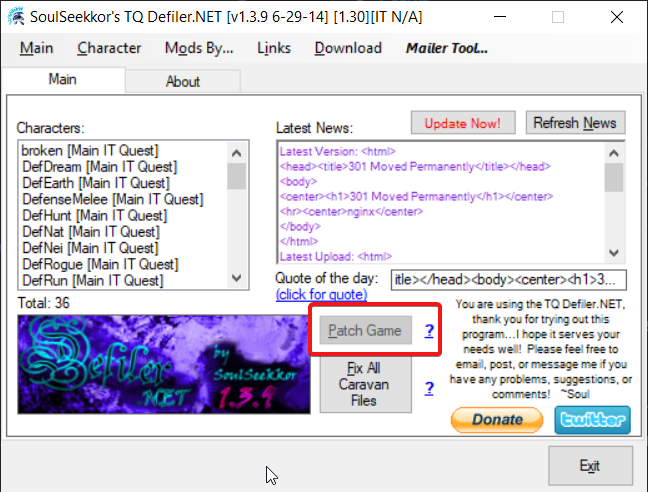 SoulSeekkor's TQ Defiler.NET [v1.3.9 6-29-14] [1.30][IT N/A]
Main Character Mods By... Links Download Mailer Tool...
Main About
Characters:
broken [Main IT Quest]
DefDream [Main IT Quest]
DefEarth [Main IT Quest]
DefenseMelee [Main IT Quest]
DefHunt [Main IT Quest]
DefNat [Main IT Quest]
DefNei [Main IT Quest]
DefRogue [Main IT Quest]
DefRun [Main IT Quest]
Total: 36
Latest News:
Update Now!
Refresh News
Latest Version: <html>
<head><title>301 Moved Permanently</title></head>
<body>
<center><h1>301 Moved Permanently</h1></center>
<hr><center>nginx</center>
</body>
</html>
Latest Upload: <html>
Quote of the day:
(click for quote)
itle></head><body><center><h1>3...
Defiler
.NET
by
SoulSeekkor
1.3.9
Patch Game
?
Fix All
Caravan
Files
?
You are using the TQ Defiler.NET,
thank you for trying out this
program...I hope it serves your
needs well! Please feel free to
email, post, or message me if you
have any problems, suggestions, or
comments! ~Soul
Donate
twitter
Exit